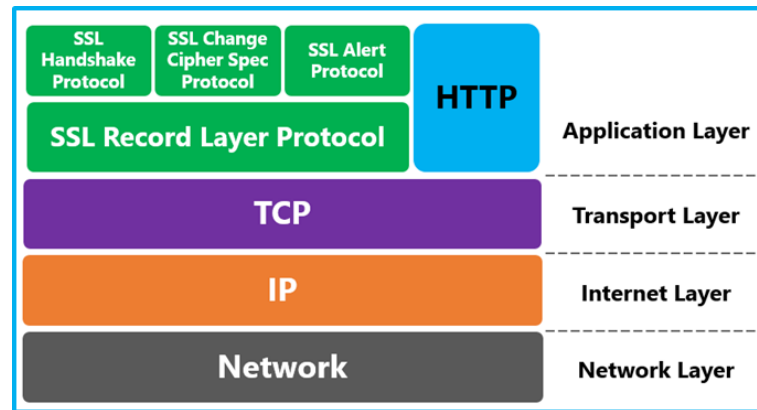 SSL
Handshake
Protocol
SSL Change
Cipher Spec
Protocol
SSL Alert
Protocol
HTTP
SSL Record Layer Protocol
Application Layer
TCP
Transport Layer
IP
Internet Layer
Network
Network Layer